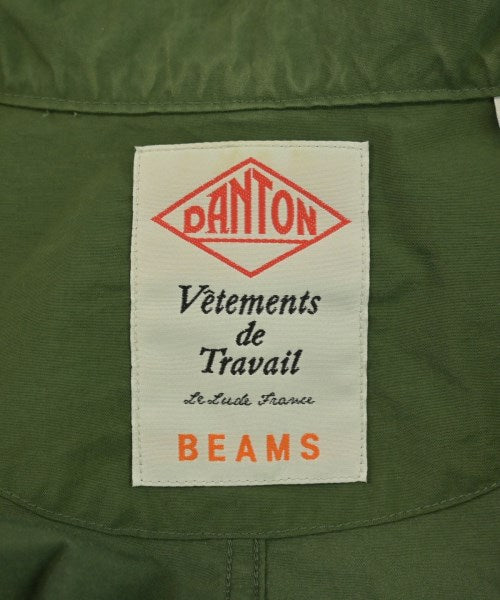 DANTON
Vêtements
de
Travail
Le Lude France
BEAMS